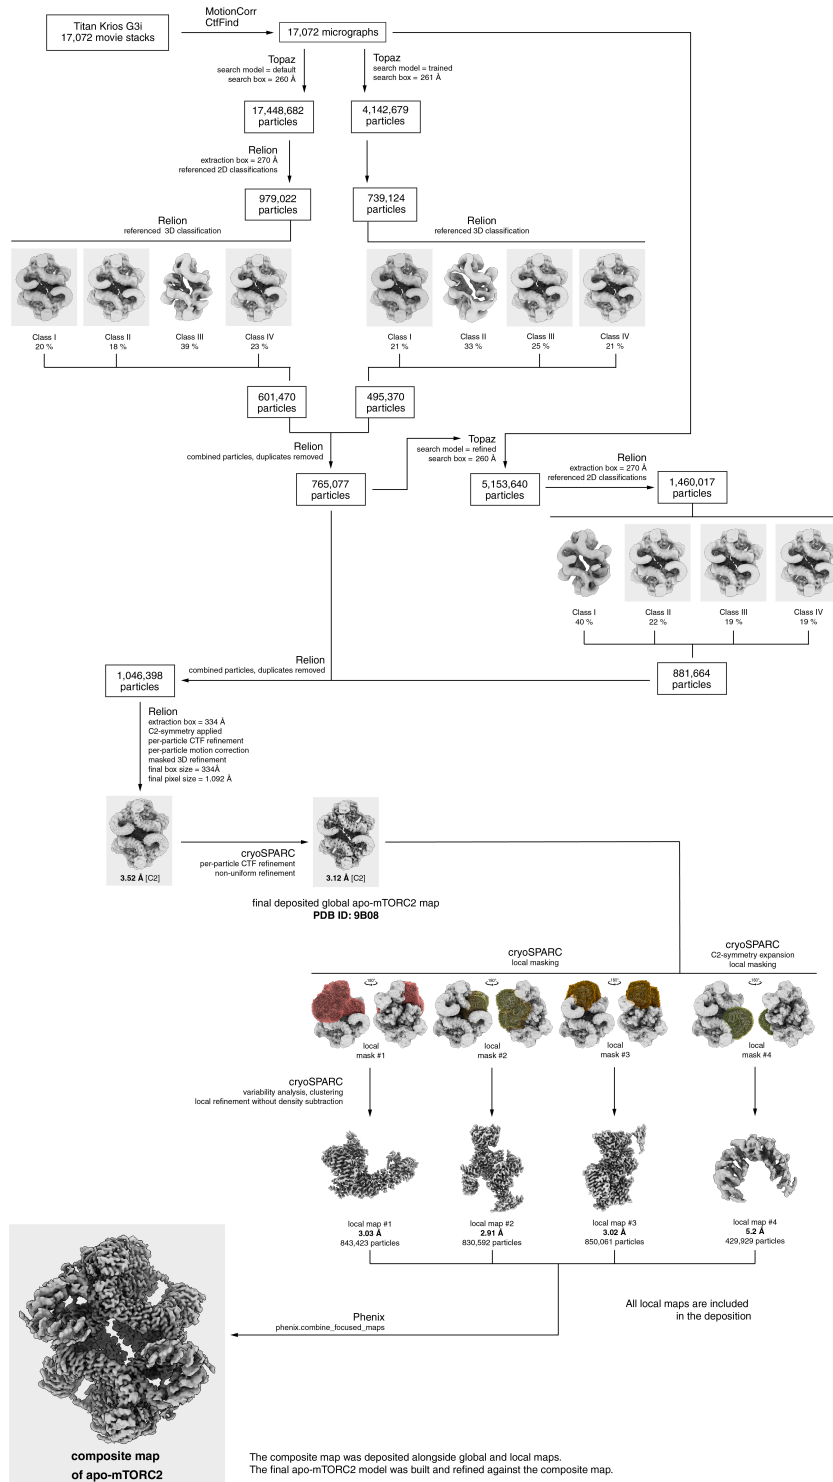 Titan Krios G3i
17,072 movie stacks
MotionCorr
CtfFind
17,072 micrographs
Topaz
search model = default
search box = 260 Å
Topaz
search model = trained
search box = 261 Å
17,448,682
particles
4,142,679
particles
Relion
extraction box = 270 Å
referenced 2D classifications
979,022
particles
739,124
particles
Relion
referenced 3D classification
Relion
referenced 3D classification
Class I
20 %
Class II
18 %
Class III
39 %
Class IV
23 %
Class I
21 %
Class II
33 %
Class III
25 %
Class IV
21 %
601,470
particles
495,370
particles
Relion
combined particles, duplicates removed
Topaz
search model = refined
search box = 260 Å
765,077
particles
5,153,640
particles
Relion
extraction box = 270 Å
referenced 2D classifications
1,460,017
particles
Class I
40 %
Class II
22 %
Class III
19 %
Class IV
19 %
Relion
combined particles, duplicates removed
1,046,398
particles
881,664
particles
Relion
extraction box = 334 Å
C2-symmetry applied
per-particle CTF refinement
per-particle motion correction
masked 3D refinement
final box size = 334Å
final pixel size = 1.092 Å
3.52 Å [C2]
cryoSPARC
per-particle CTF refinement
non-uniform refinement
3.12 Å [C2]
final deposited global apo-mTORC2 map
PDB ID: 9B08
cryoSPARC
local masking
cryoSPARC
C2-symmetry expansion
local masking
180°
180°
180°
180°
local
mask #1
local
mask #2
local
mask #3
local
mask #4
cryoSPARC
variability analysis, clustering
local refinement without density subtraction
local map #1
3.03 Å
843,423 particles
local map #2
2.91 Å
830,592 particles
local map #3
3.02 Å
850,061 particles
local map #4
5.2 Å
429,929 particles
All local maps are included
in the deposition
Phenix
phenix.combine_focused_maps
composite map
of apo-mTORC2
The composite map was deposited alongside global and local maps.
The final apo-mTORC2 model was built and refined against the composite map.